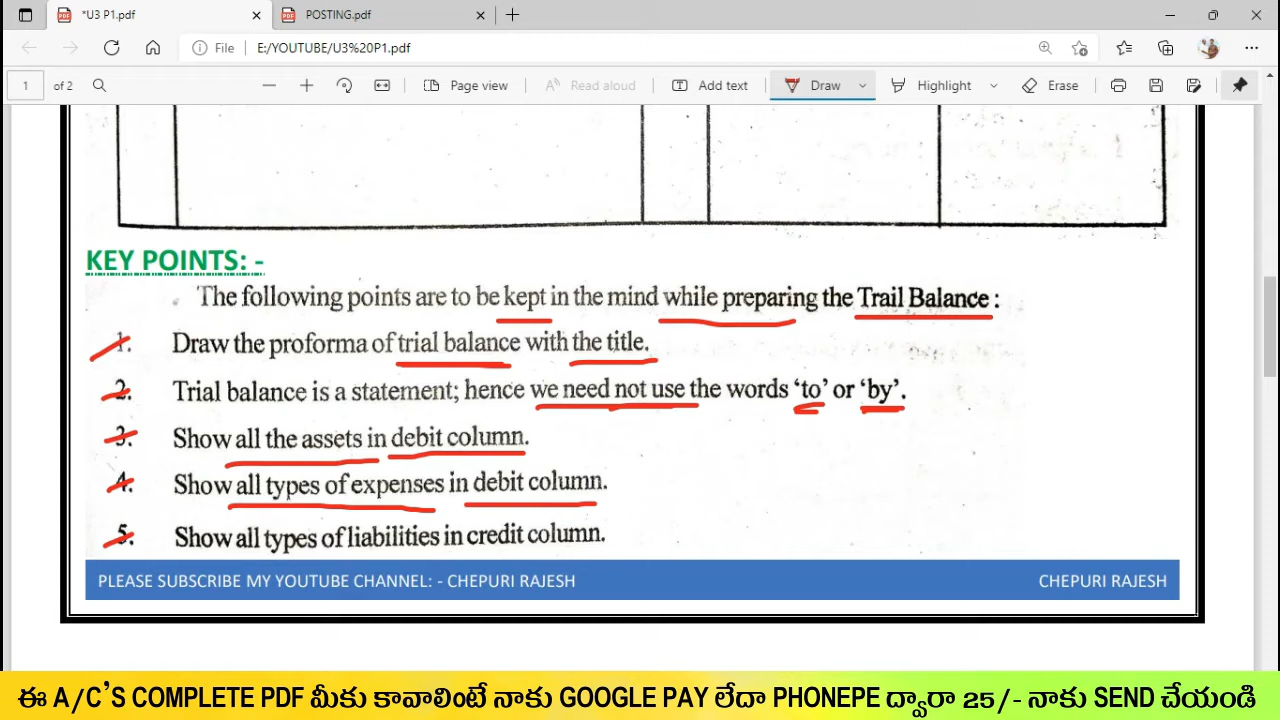 *U3 P1.pdf
POSTING.pdf
File E:/YOUTUBE/U3%20P1.pdf
1 of 2 Page view Read aloud Add text Draw Highlight Erase
KEY POINTS: -
The following points are to be kept in the mind while preparing the Trail Balance :
1. Draw the proforma of trial balance with the title.
2. Trial balance is a statement; hence we need not use the words ‘to’ or ‘by’.
3. Show all the assets in debit column.
4. Show all types of expenses in debit column.
5. Show all types of liabilities in credit column.
PLEASE SUBSCRIBE MY YOUTUBE CHANNEL: - CHEPURI RAJESH CHEPURI RAJESH
ఈ A/C'S COMPLETE PDF మీకు కావాలింటే నాకు GOOGLE PAY లేదా PHONEPE ద్వారా 25/- నాకు SEND చేయండి